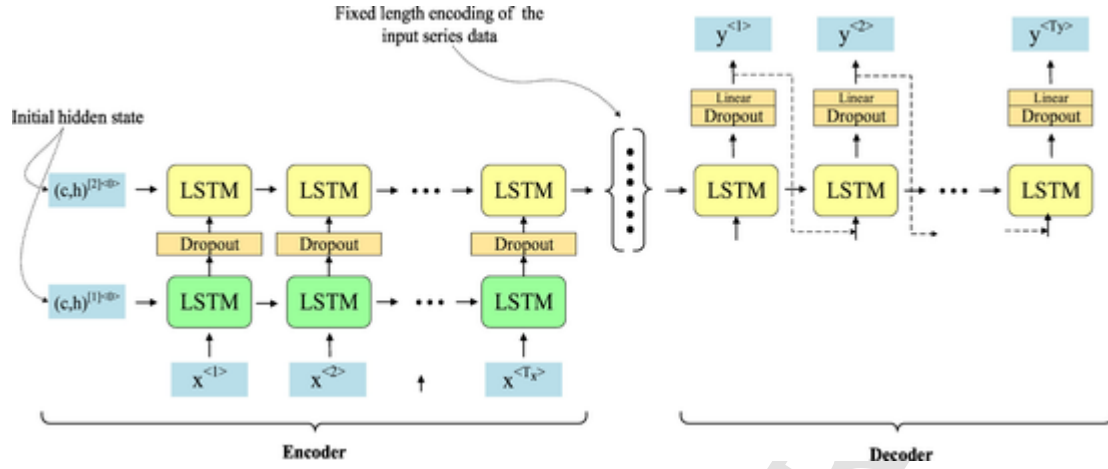 Fixed length encoding of the
input series data
y<1>
y<2>
y<Ty>
Linear
Dropout
Linear
Dropout
Linear
Dropout
Initial hidden state
(c,h)[2]<0>
LSTM
LSTM
LSTM
LSTM
LSTM
LSTM
Dropout
Dropout
Dropout
(c,h)[1]<0>
LSTM
LSTM
LSTM
x<1>
x<2>
x<Tx>
Encoder
Decoder